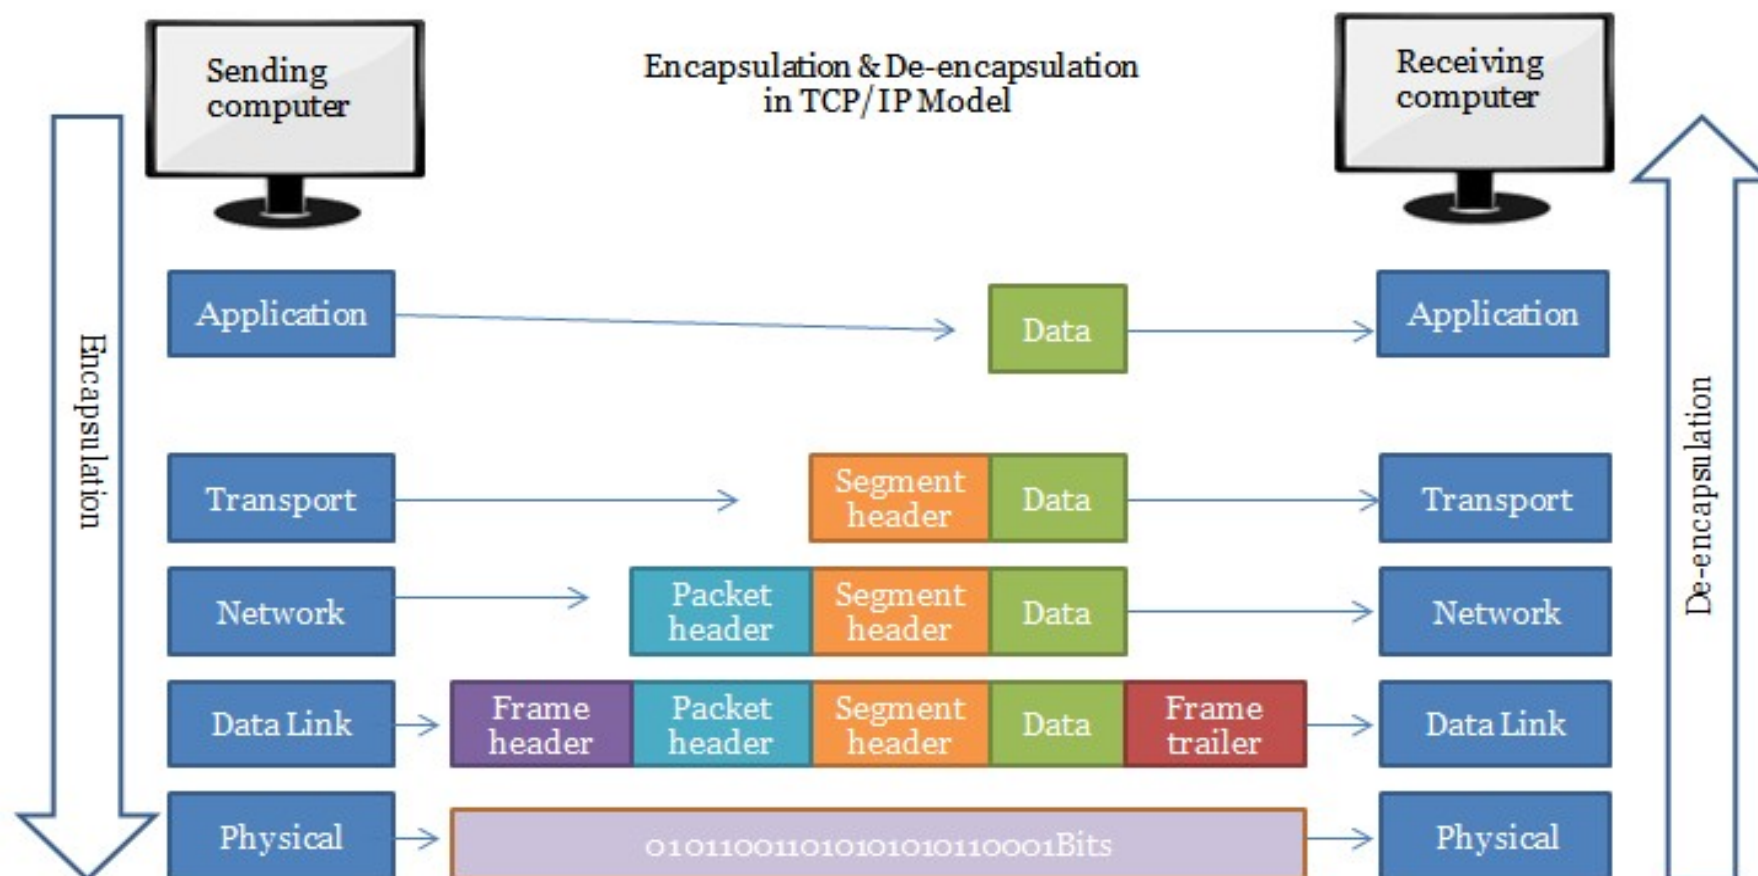 Sending
computer
Encapsulation & De-encapsulation
in TCP/IP Model
Receiving
computer
Encapsulation
De-encapsulation
Application
Data
Application
Transport
Segment
header
Data
Transport
Network
Packet
header
Segment
header
Data
Network
Data Link
Frame
header
Packet
header
Segment
header
Data
Frame
trailer
Data Link
Physical
010110011010101010110001Bits
Physical